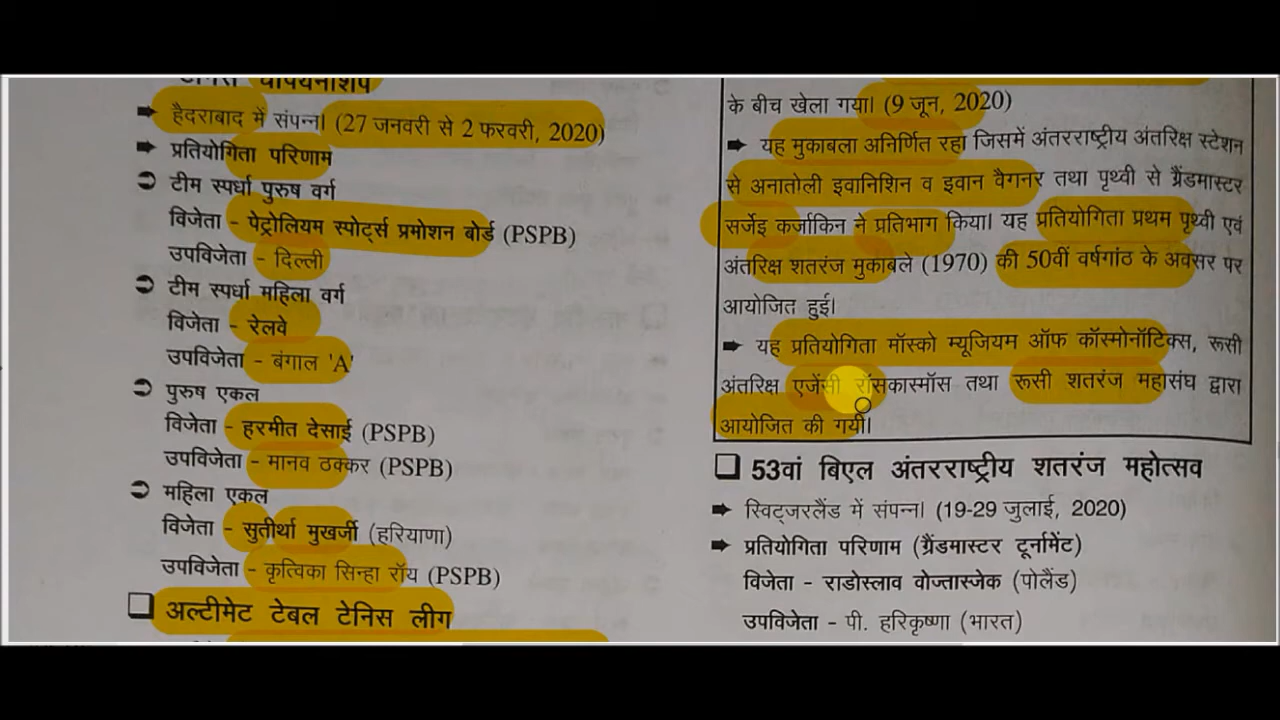 चैंपियनशिप
➡ हैदराबाद में संपन्न। (27 जनवरी से 2 फरवरी, 2020)
➡ प्रतियोगिता परिणाम
➲ टीम स्पर्धा पुरुष वर्ग
विजेता - पेट्रोलियम स्पोर्ट्स प्रमोशन बोर्ड (PSPB)
उपविजेता - दिल्ली
➲ टीम स्पर्धा महिला वर्ग
विजेता - रेलवे
उपविजेता - बंगाल 'A'
➲ पुरुष एकल
विजेता - हरमीत देसाई (PSPB)
उपविजेता - मानव ठक्कर (PSPB)
➲ महिला एकल
विजेता - सुतीर्था मुखर्जी (हरियाणा)
उपविजेता - कृत्विका सिन्हा रॉय (PSPB)
❑ अल्टीमेट टेबल टेनिस लीग
के बीच खेला गया। (9 जून, 2020)
➡ यह मुकाबला अनिर्णित रहा जिसमें अंतरराष्ट्रीय अंतरिक्ष स्टेशन
से अनातोली इवानिशिन व इवान वैगनर तथा पृथ्वी से ग्रैंडमास्टर
सर्जेइ कर्जाकिन ने प्रतिभाग किया। यह प्रतियोगिता प्रथम पृथ्वी एवं
अंतरिक्ष शतरंज मुकाबले (1970) की 50वीं वर्षगांठ के अवसर पर
आयोजित हुई।
➡ यह प्रतियोगिता मॉस्को म्यूजियम ऑफ कॉस्मोनॉटिक्स, रूसी
अंतरिक्ष एजेंसी रॉसकास्मॉस तथा रूसी शतरंज महासंघ द्वारा
आयोजित की गयी।
❑ 53वां बिएल अंतरराष्ट्रीय शतरंज महोत्सव
➡ स्विट्जरलैंड में संपन्न। (19-29 जुलाई, 2020)
➡ प्रतियोगिता परिणाम (ग्रैंडमास्टर टूर्नामेंट)
विजेता - राडोस्लाव वोज्तास्जेक (पोलैंड)
उपविजेता - पी. हरिकृष्णा (भारत)